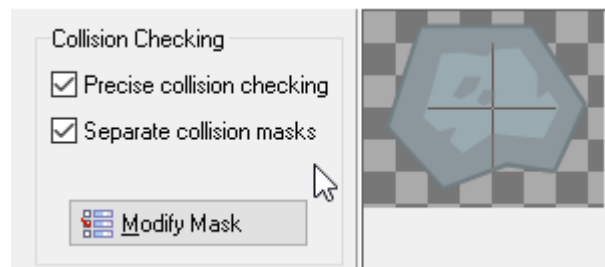 Collision Checking
Precise collision checking
Separate collision masks
Modify Mask